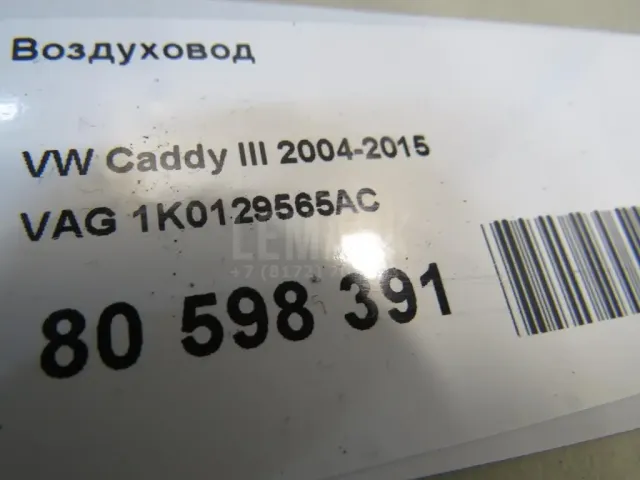 Воздуховод
VW Caddy III 2004-2015
VAG 1K0129565AC
80 598 391